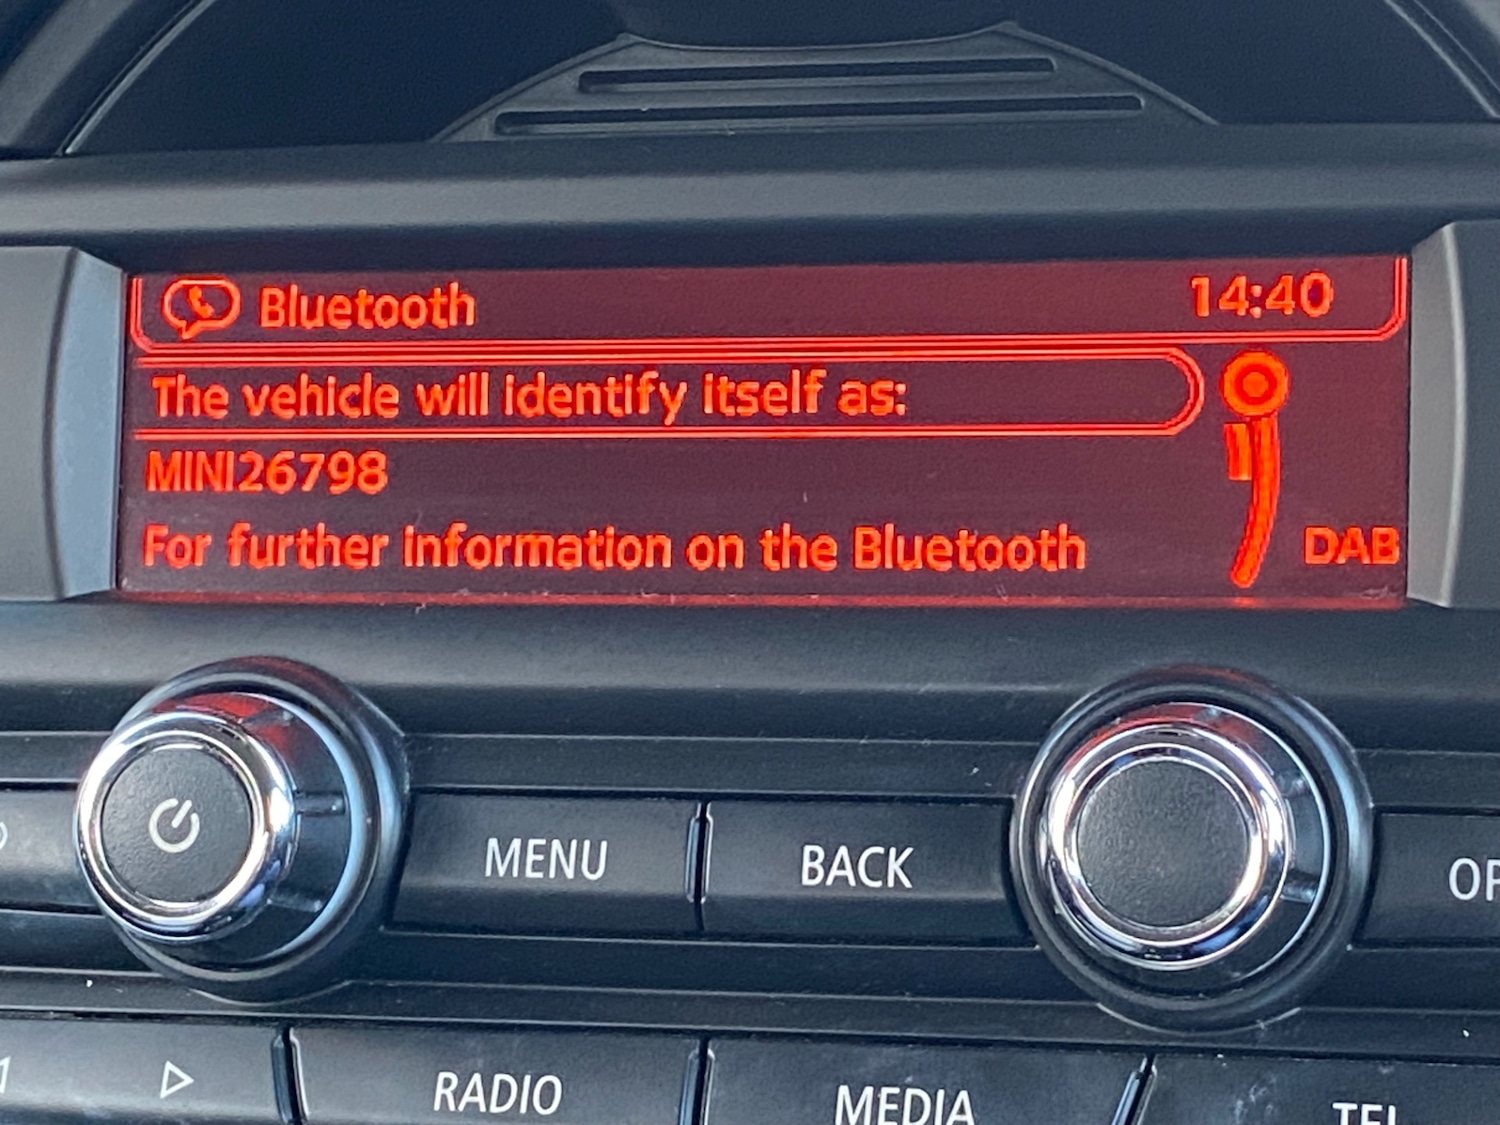 Bluetooth 14:40
The vehicle will identify itself as:
MINI26798
For further information on the Bluetooth
DAB
MENU
BACK
RADIO
MEDIA
TEL